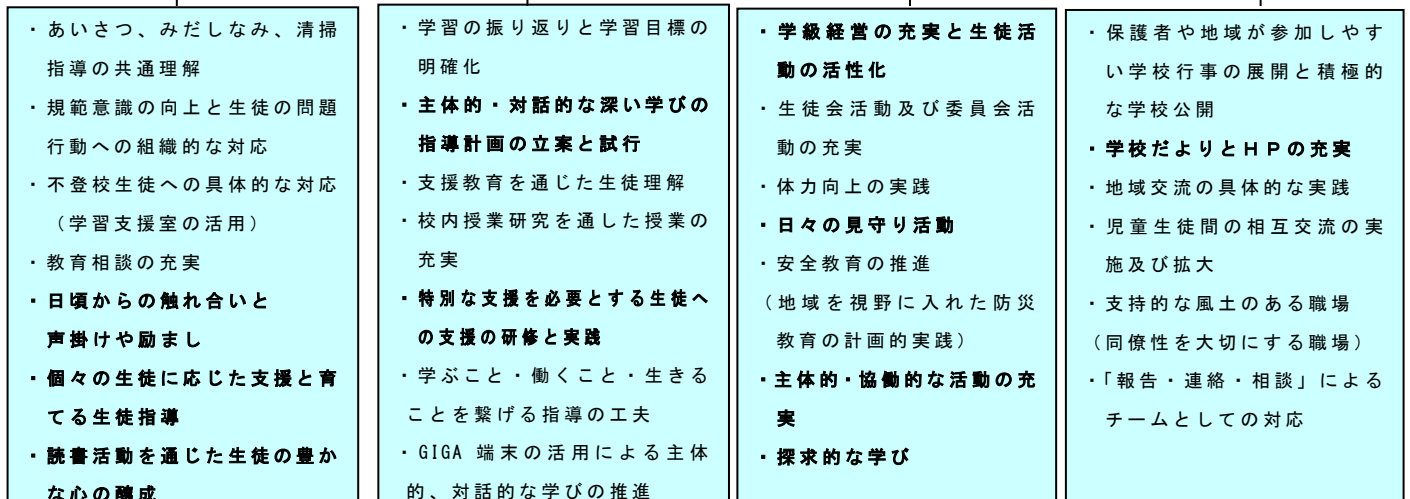 ・あいさつ、みだしなみ、清掃
指導の共通理解
・規範意識の向上と生徒の問題
行動への組織的な対応
・不登校生徒への具体的な対応
（学習支援室の活用）
・教育相談の充実
・日頃からの触れ合いと
声掛けや励まし
・個々の生徒に応じた支援と育
てる生徒指導
・読書活動を通じた生徒の豊か
な心の醸成
・学習の振り返りと学習目標の
明確化
・主体的・対話的な深い学びの
指導計画の立案と試行
・支援教育を通じた生徒理解
・校内授業研究を通した授業の
充実
・特別な支援を必要とする生徒へ
の支援の研修と実践
・学ぶこと・働くこと・生きる
ことを繋げる指導の工夫
・GIGA 端末の活用による主体
的、対話的な学びの推進
・学級経営の充実と生徒活
動の活性化
・生徒会活動及び委員会活
動の充実
・体力向上の実践
・日々の見守り活動
・安全教育の推進
（地域を視野に入れた防災
教育の計画的実践）
・主体的・協働的な活動の充
実
・探求的な学び
・保護者や地域が参加しやす
い学校行事の展開と積極的
な学校公開
・学校だよりとＨＰの充実
・地域交流の具体的な実践
・児童生徒間の相互交流の実
施及び拡大
・支持的な風土のある職場
（同僚性を大切にする職場）
・「報告・連絡・相談」による
チームとしての対応